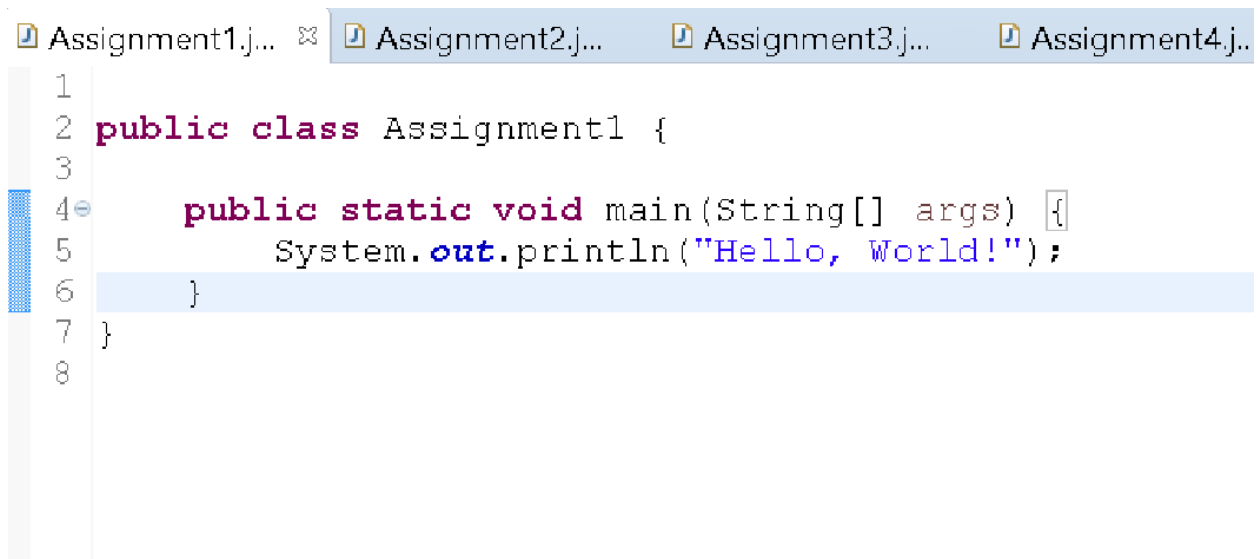 Assignment1.j... Assignment2.j... Assignment3.j... Assignment4.j..
1
2 public class Assignment1 {
3
4 public static void main(String[] args) {
5 System.out.println("Hello, World!");
6 }
7 }
8